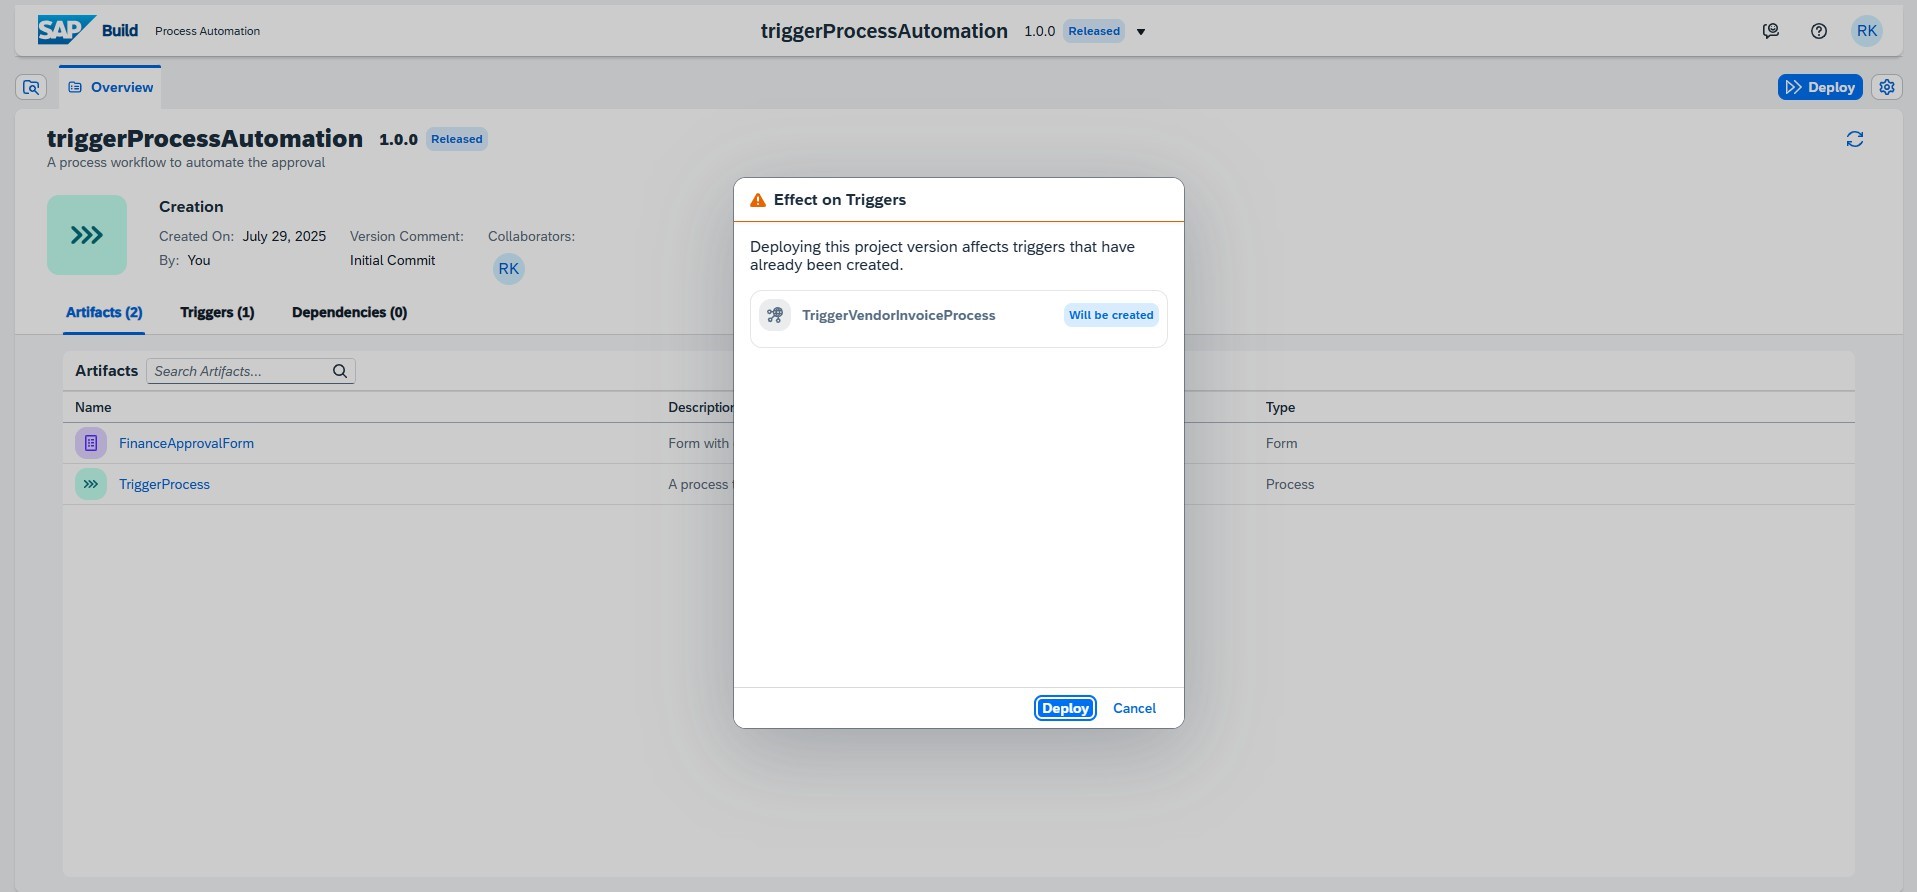 SAP Build Process Automation
triggerProcessAutomation 1.0.0 Released
RK
Overview
Deploy
triggerProcessAutomation 1.0.0 Released
A process workflow to automate the approval
Creation
Created On: July 29, 2025 Version Comment: Collaborators:
By: You Initial Commit RK
Artifacts (2) Triggers (1) Dependencies (0)
Artifacts Search Artifacts...
Name Description Type
FinanceApprovalForm Form with Form
TriggerProcess A process Process
Effect on Triggers
Deploying this project version affects triggers that have
already been created.
TriggerVendorInvoiceProcess Will be created
Deploy Cancel